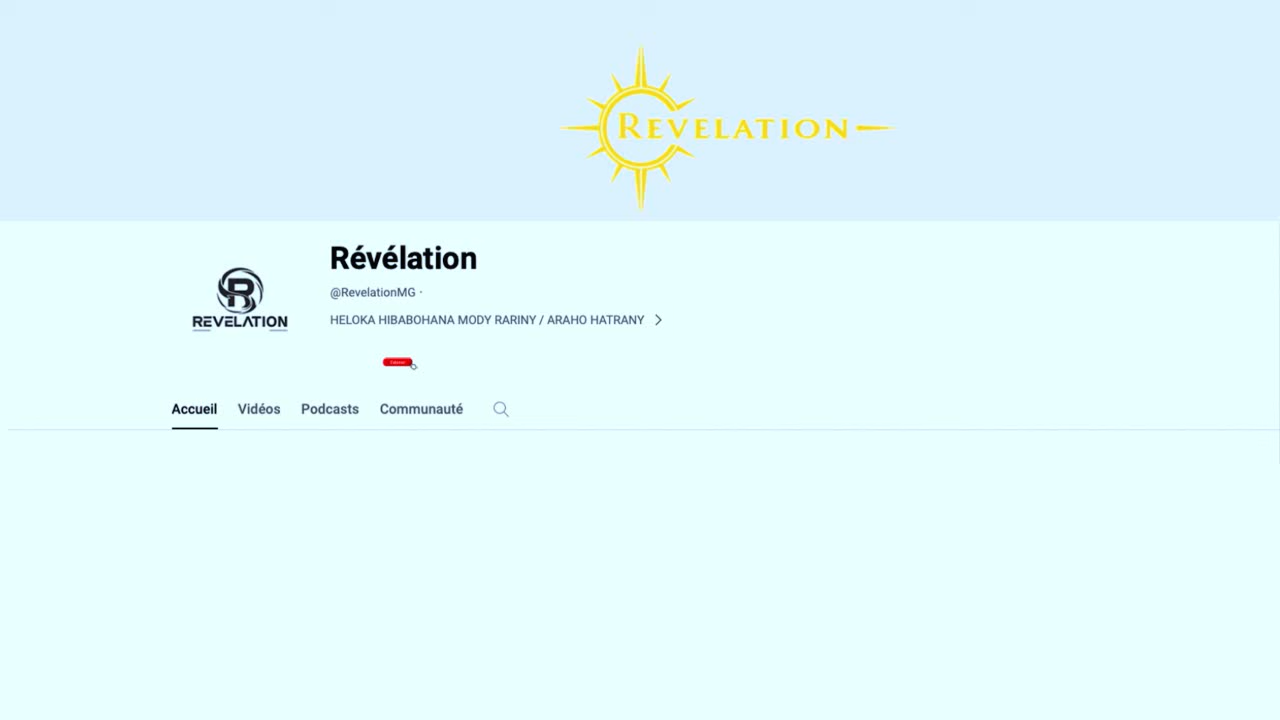 REVELATION
Révélation
REVELATION
@RevelationMG ·
HELOKA HIBABOHANA MODY RARINY / ARAHO HATRANY
Accueil Vidéos Podcasts Communauté